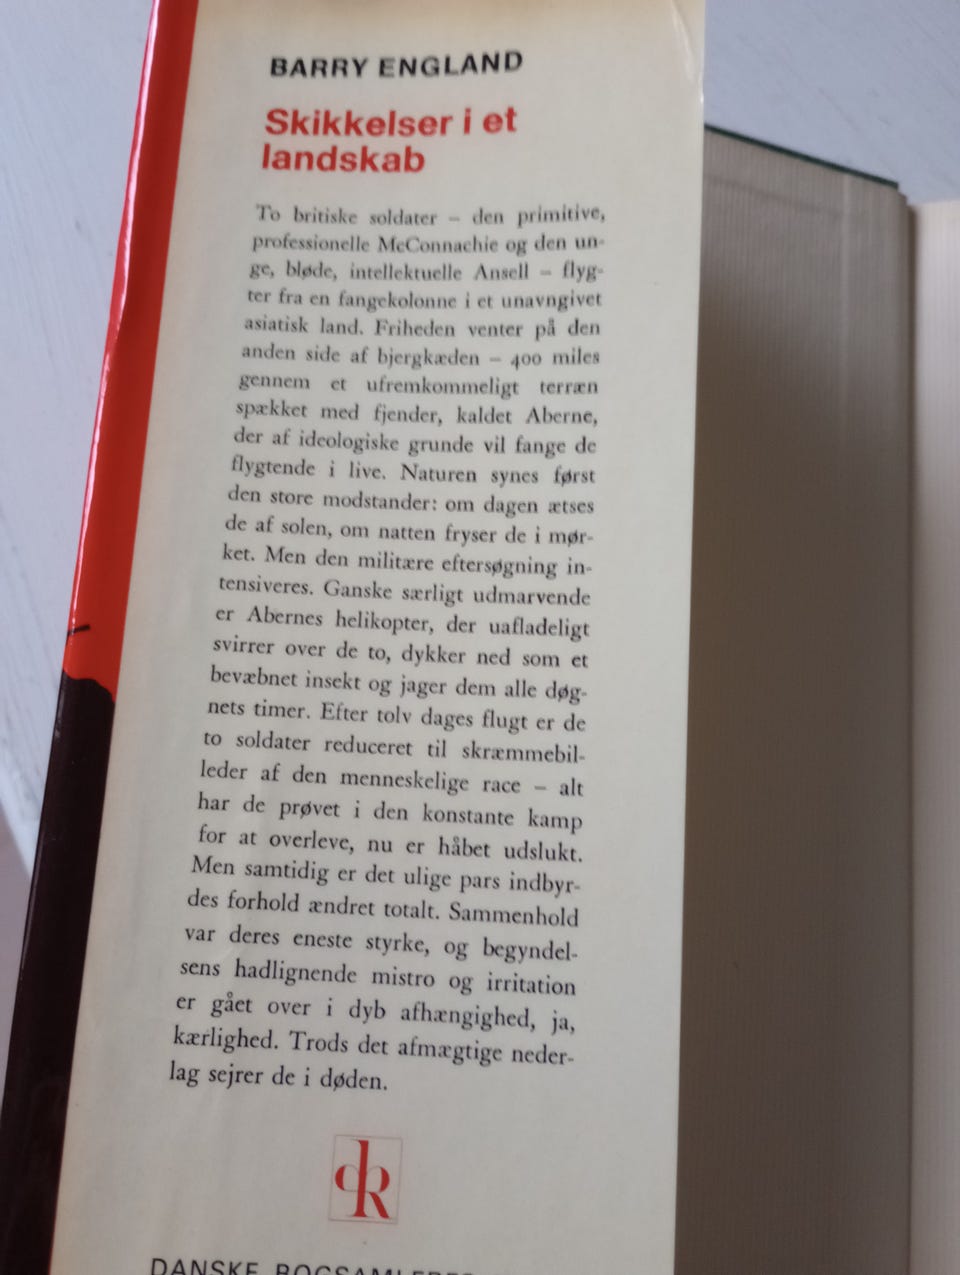 BARRY ENGLAND
Skikkelser i et
landskab
To britiske soldater – den primitive,
professionelle McConnachie og den un-
ge, bløde, intellektuelle Ansell – flyg-
ter fra en fangekolonne i et unavngivet
asiatisk land. Friheden venter på den
anden side af bjergkæden – 400 miles
gennem et ufremkommeligt terræn
spækket med fjender, kaldet Aberne,
der af ideologiske grunde vil fange de
flygtende i live. Naturen synes først
den store modstander: om dagen ætses
de af solen, om natten fryser de i mør-
ket. Men den militære eftersøgning in-
tensiveres. Ganske særligt udmarvende
er Abernes helikopter, der uafladeligt
svirrer over de to, dykker ned som et
bevæbnet insekt og jager dem alle døg-
nets timer. Efter tolv dages flugt er de
to soldater reduceret til skræmmebil-
leder af den menneskelige race – alt
har de prøvet i den konstante kamp
for at overleve, nu er håbet udslukt.
Men samtidig er det ulige pars indbyr-
des forhold ændret totalt. Sammenhold
var deres eneste styrke, og begyndel-
sens hadlignende mistro og irritation
er gået over i dyb afhængighed, ja,
kærlighed. Trods det afmægtige neder-
lag sejrer de i døden.
DANSKE